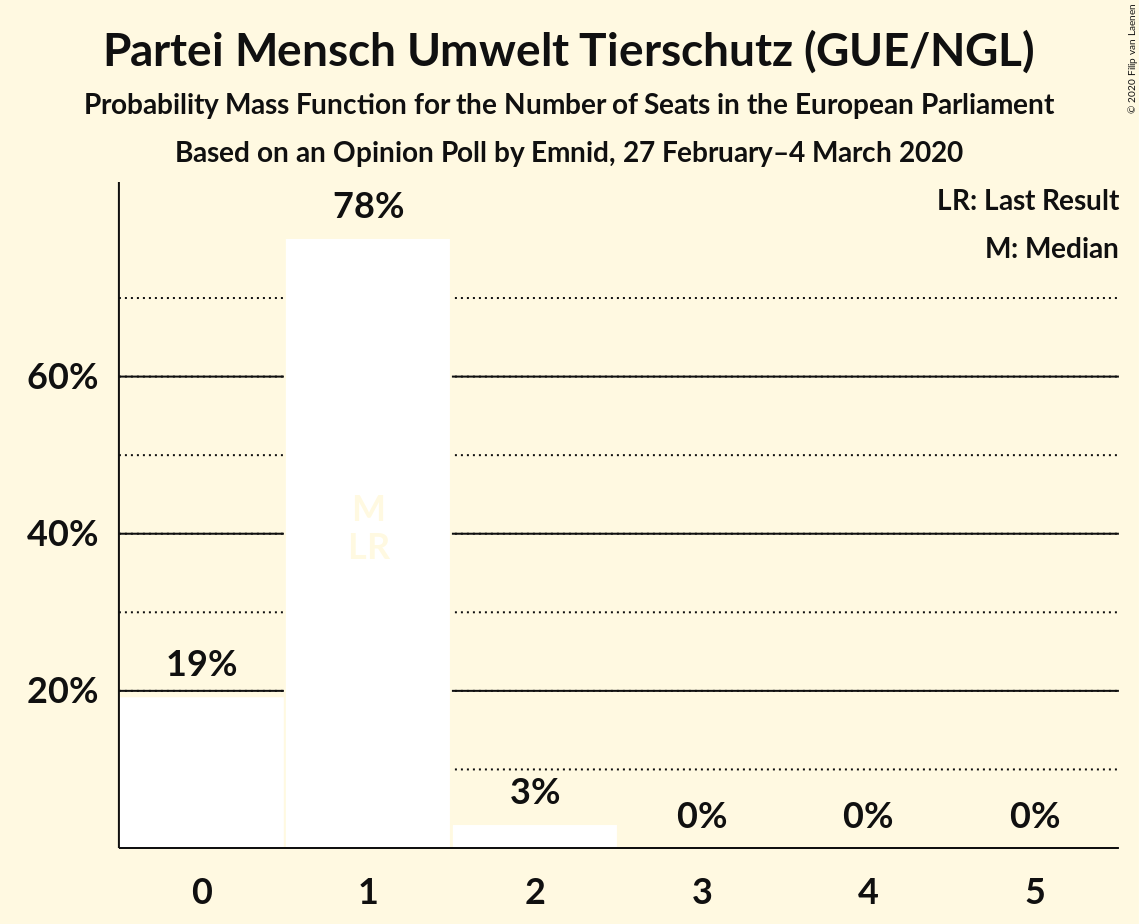 Partei Mensch Umwelt Tierschutz (GUE/NGL)
Probability Mass Function for the Number of Seats in the European Parliament
Based on an Opinion Poll by Emnid, 27 February–4 March 2020
© 2020 Filip van Laenen
LR: Last Result
M: Median
78%
60%
M
40%
LR
19%
20%
3%
0%
0%
0%
0
1
2
3
4
5